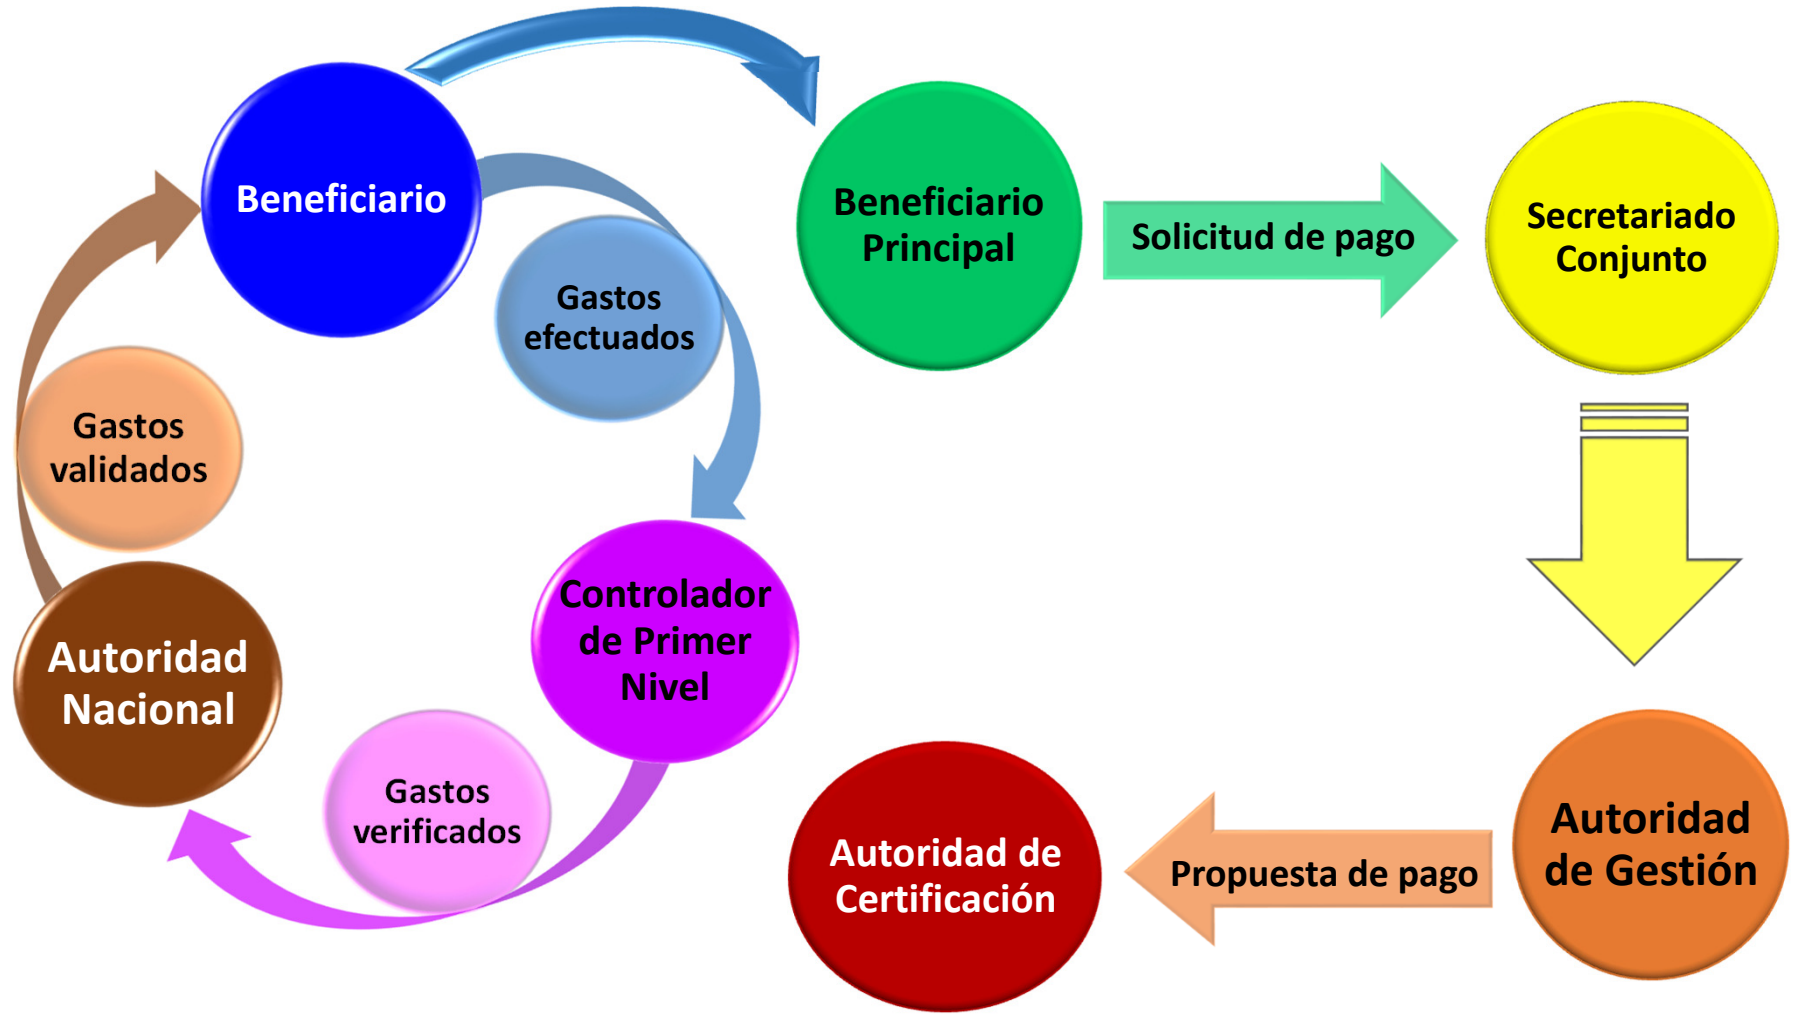 Beneficiario
Beneficiario
Principal
Solicitud de pago
Secretariado
Conjunto
Gastos
efectuados
Gastos
validados
Controlador
de Primer
Nivel
Autoridad
Nacional
Gastos
verificados
Autoridad de
Certificación
Propuesta de pago
Autoridad
de Gestión